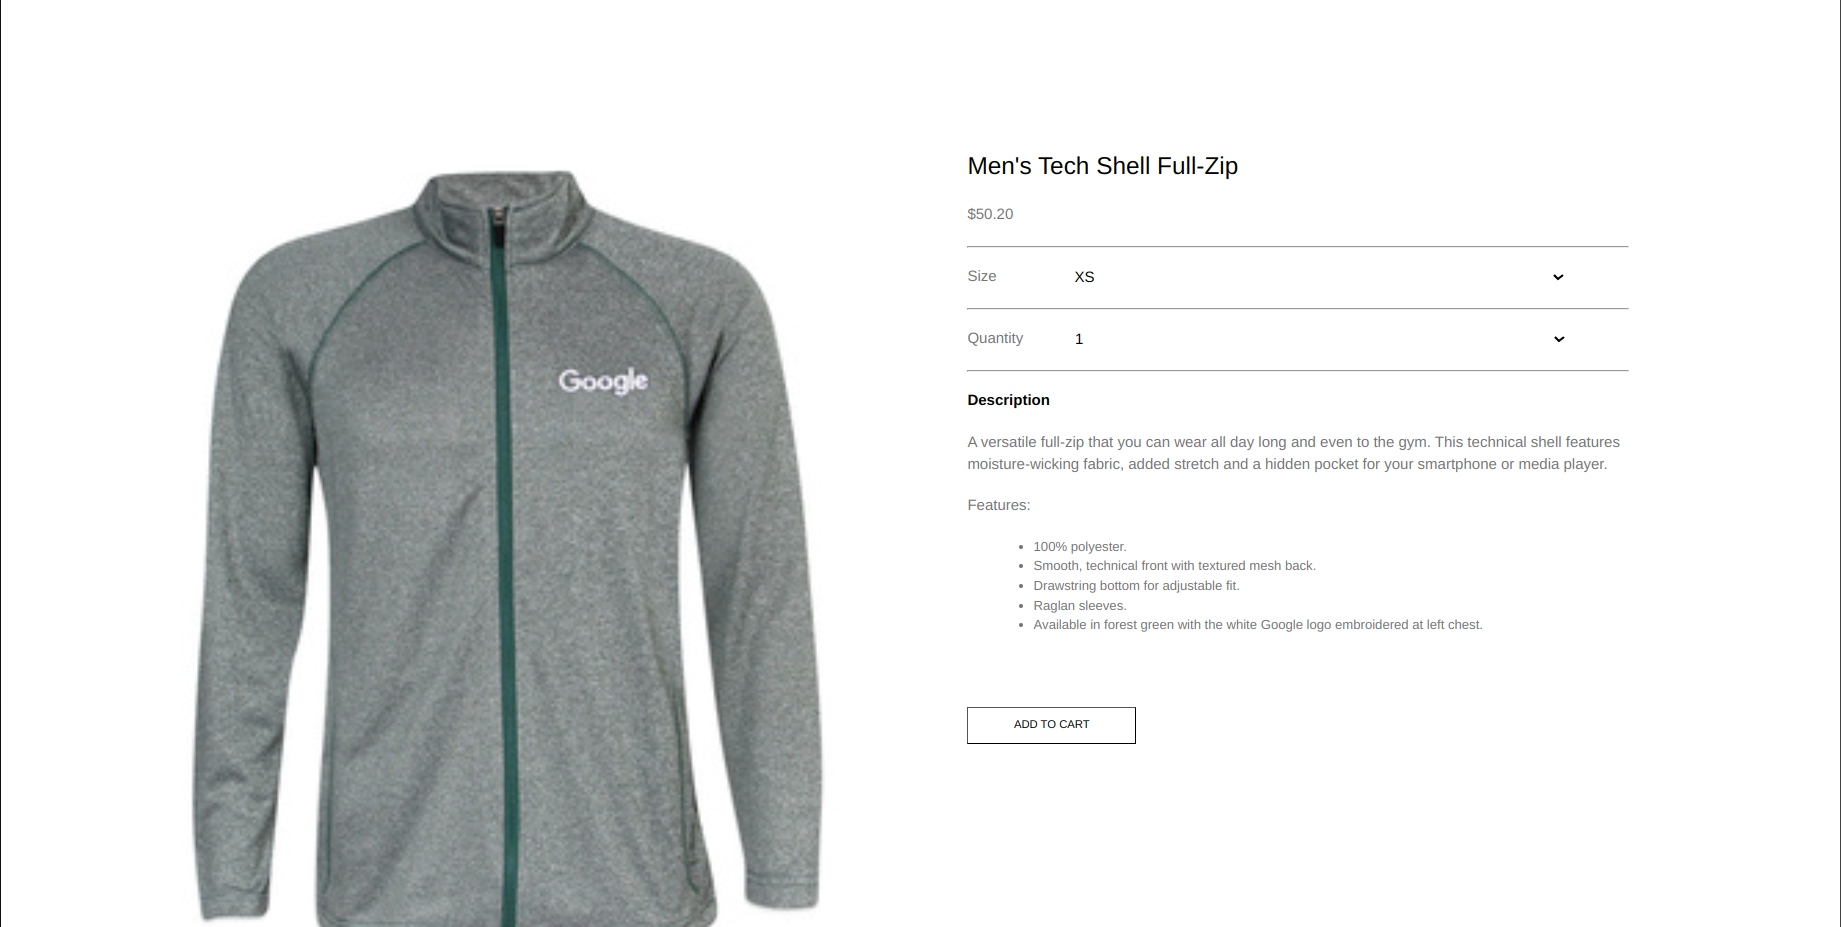 Men's Tech Shell Full-Zip
$50.20
Size XS
Quantity 1
Google
Description
A versatile full-zip that you can wear all day long and even to the gym. This technical shell features
moisture-wicking fabric, added stretch and a hidden pocket for your smartphone or media player.
Features:
100% polyester.
Smooth, technical front with textured mesh back.
Drawstring bottom for adjustable fit.
Raglan sleeves.
Available in forest green with the white Google logo embroidered at left chest.
ADD TO CART